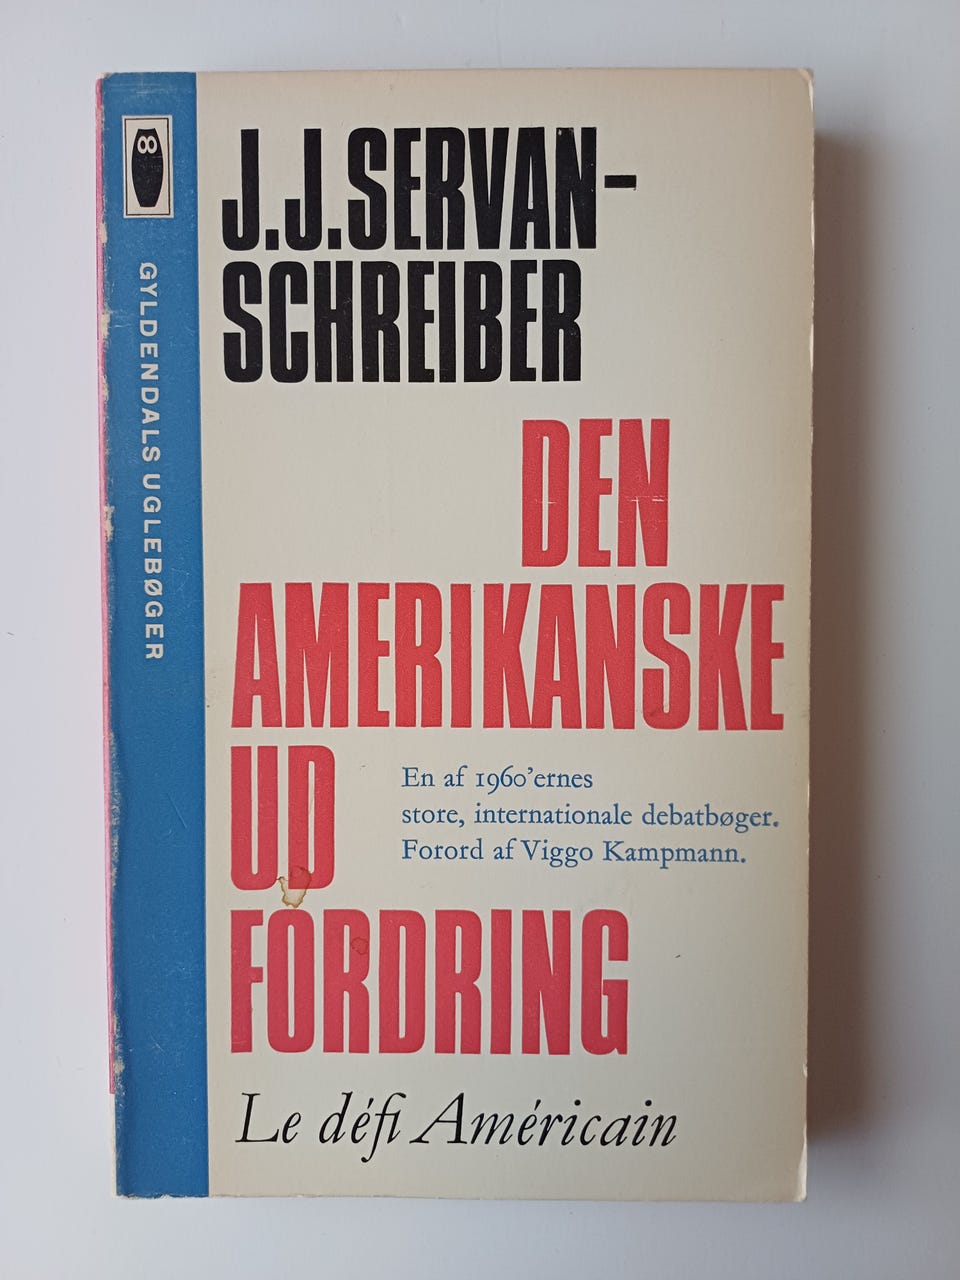 GYLDENDALS UGLEBØGER
J.J. SERVAN-
SCHREIBER
DEN
AMERIKANSKE
UD
FORDRING
En af 1960'ernes
store, internationale debatbøger.
Forord af Viggo Kampmann.
Le défi Américain